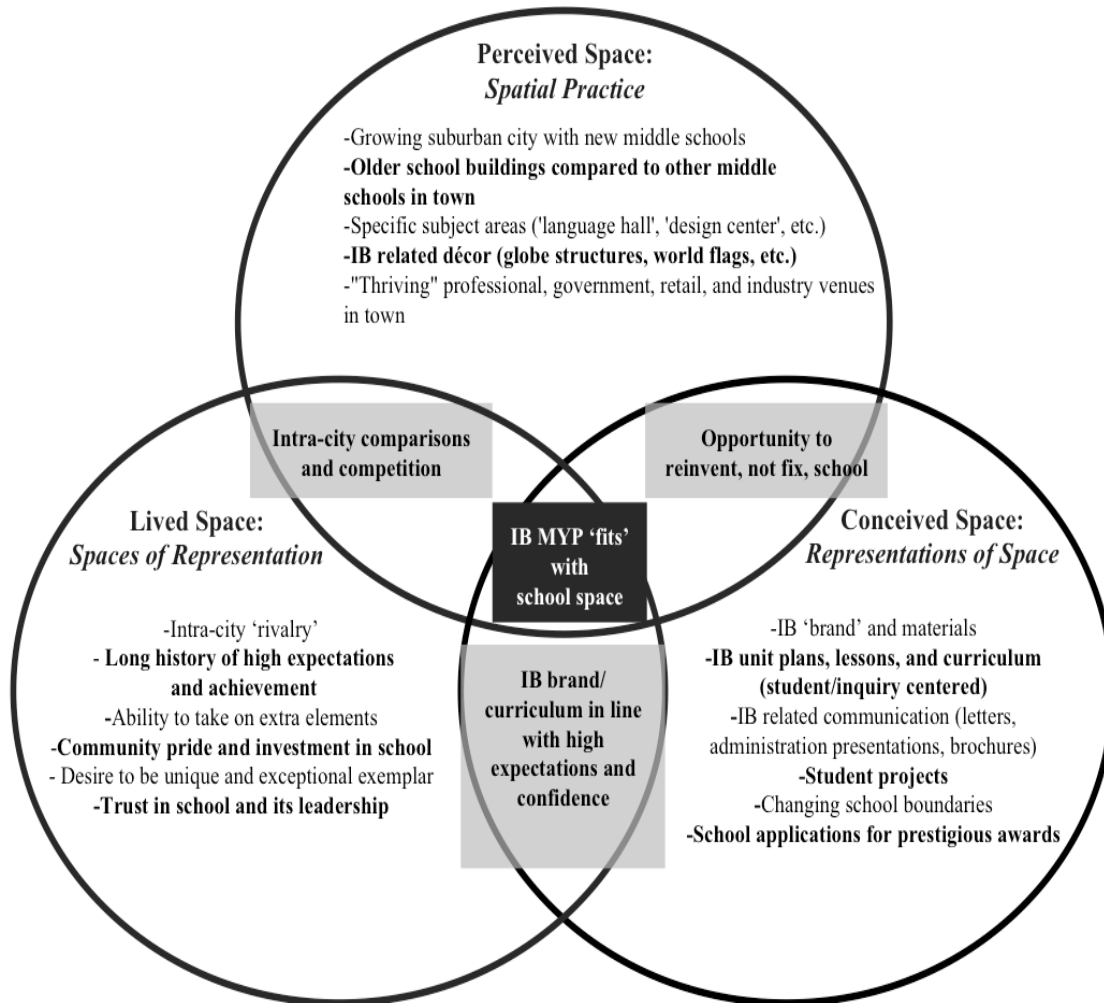 Perceived Space:
Spatial Practice
-Growing suburban city with new middle schools
-Older school buildings compared to other middle
schools in town
-Specific subject areas ('language hall', 'design center', etc.)
-IB related décor (globe structures, world flags, etc.)
-"Thriving" professional, government, retail, and industry venues
in town
Intra-city comparisons
and competition
Opportunity to
reinvent, not fix, school
Lived Space:
Spaces of Representation
-Intra-city ‘rivalry’
- Long history of high expectations
and achievement
-Ability to take on extra elements
-Community pride and investment in school
- Desire to be unique and exceptional exemplar
-Trust in school and its leadership
IB MYP ‘fits’
with
school space
IB brand/
curriculum in line
with high
expectations and
confidence
Conceived Space:
Representations of Space
-IB ‘brand’ and materials
-IB unit plans, lessons, and curriculum
(student/inquiry centered)
-IB related communication (letters,
administration presentations, brochures)
-Student projects
-Changing school boundaries
-School applications for prestigious awards